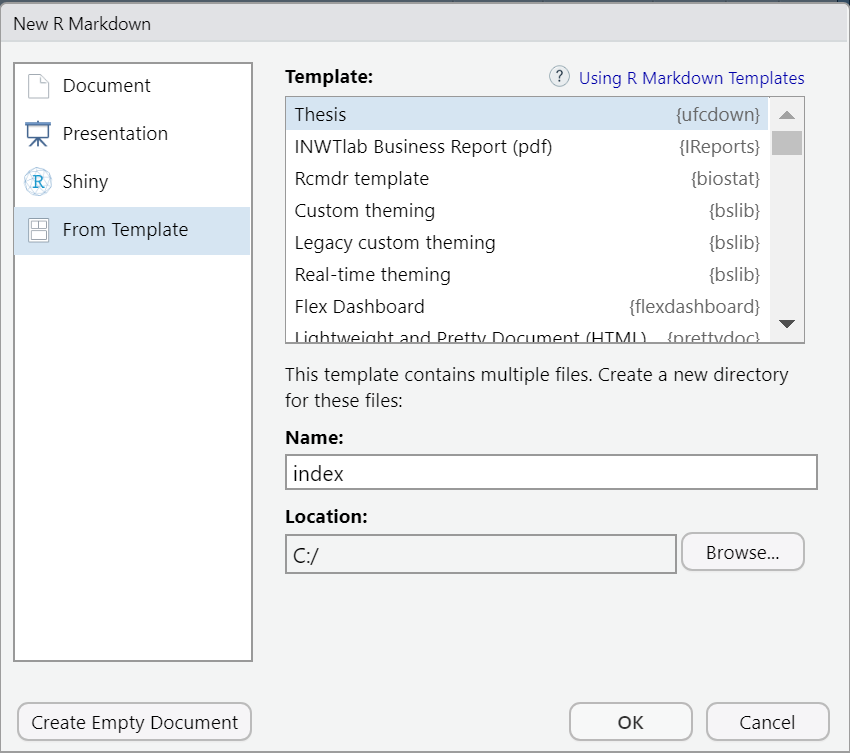 New R Markdown
Document
Presentation
R
Shiny
From Template
Template:
? Using R Markdown Templates
Thesis {ufcdown}
INWTlab Business Report (pdf) {IReports}
Rcmdr template {biostat}
Custom theming {bslib}
Legacy custom theming {bslib}
Real-time theming {bslib}
Flex Dashboard {flexdashboard}
Lightweight and Pretty Document (HTML) {prettydoc}
This template contains multiple files. Create a new directory
for these files:
Name:
index
Location:
C:/
Browse...
Create Empty Document
OK
Cancel